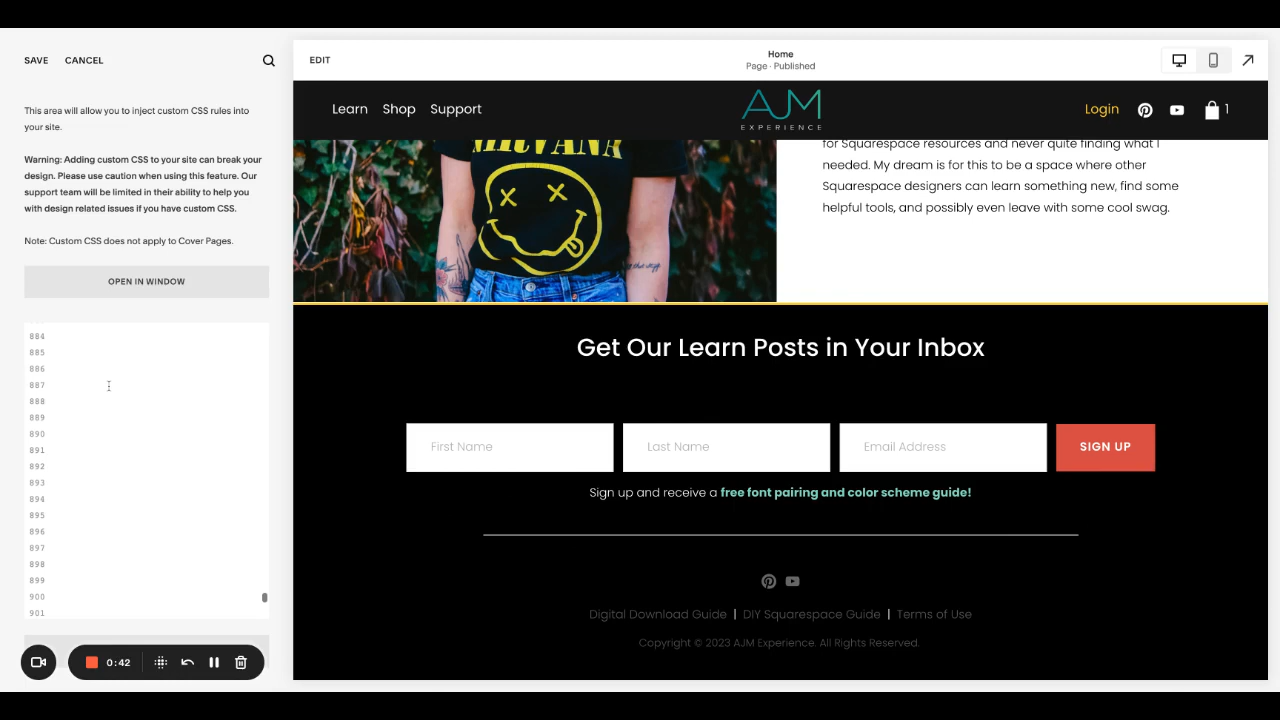 SAVE CANCEL
This area will allow you to inject custom CSS rules into
your site.
Warning: Adding custom CSS to your site can break your
design. Please use caution when using this feature. Our
support team will be limited in their ability to help you
with design related issues if you have custom CSS.
Note: Custom CSS does not apply to Cover Pages.
OPEN IN WINDOW
884
885
886
887
888
889
890
891
892
893
894
895
896
897
898
899
900
901
0:42
EDIT
Home
Page · Published
Learn Shop Support
AJM
EXPERIENCE
Login
1
NIRVANA
for Squarespace resources and never quite finding what I
needed. My dream is for this to be a space where other
Squarespace designers can learn something new, find some
helpful tools, and possibly even leave with some cool swag.
Get Our Learn Posts in Your Inbox
First Name Last Name Email Address SIGN UP
Sign up and receive a free font pairing and color scheme guide!
Digital Download Guide | DIY Squarespace Guide | Terms of Use
Copyright © 2023 AJM Experience. All Rights Reserved.